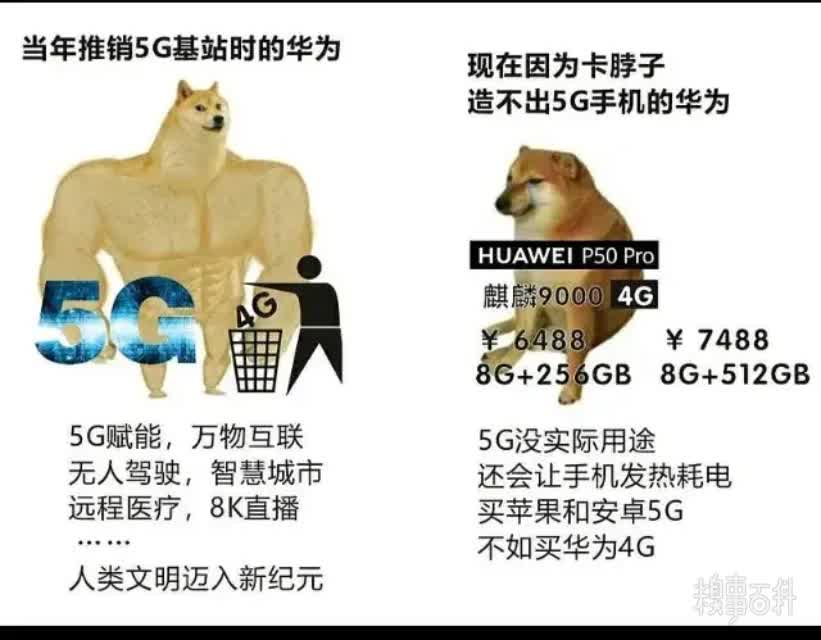 当年推销5G基站时的华为
5G
4G
5G赋能，万物互联
无人驾驶，智慧城市
远程医疗，8K直播
……
人类文明迈入新纪元
现在因为卡脖子
造不出5G手机的华为
HUAWEI P50 Pro
麒麟9000 4G
￥ 6488 ￥ 7488
8G+256GB 8G+512GB
5G没实际用途
还会让手机发热耗电
买苹果和安卓5G
不如买华为4G
糗事百科